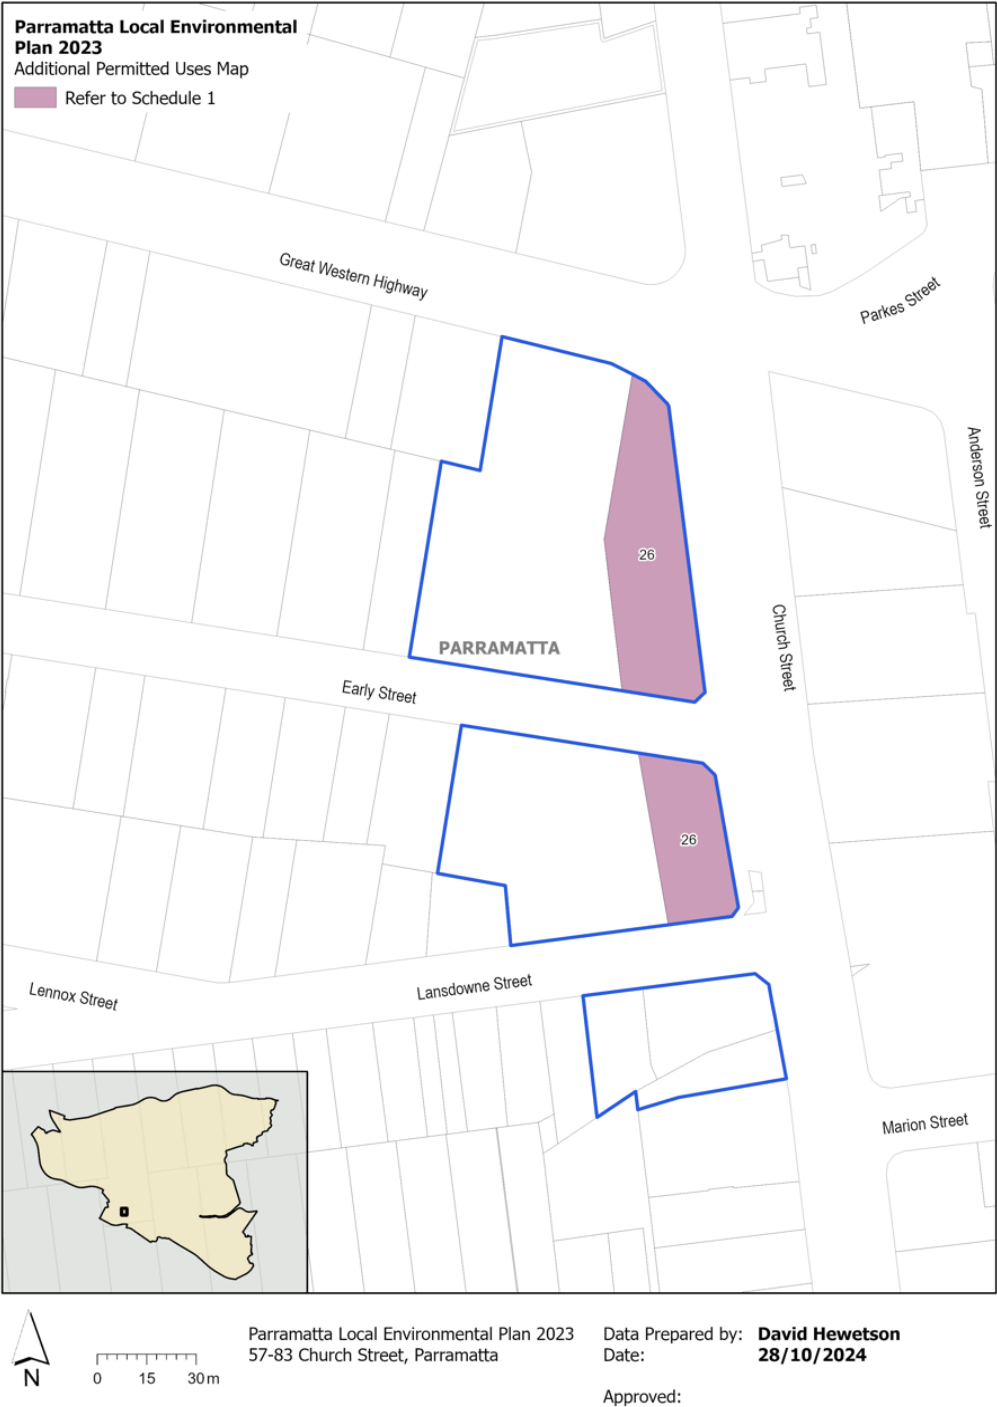 Parramatta Local Environmental
Plan 2023
Additional Permitted Uses Map
Refer to Schedule 1
Great Western Highway
Parkes Street
Anderson Street
26
Church Street
PARRAMATTA
Early Street
26
Lennox Street
Lansdowne Street
Marion Street
N
0 15 30 m
Parramatta Local Environmental Plan 2023
57-83 Church Street, Parramatta
Data Prepared by: David Hewetson
Date: 28/10/2024
Approved: